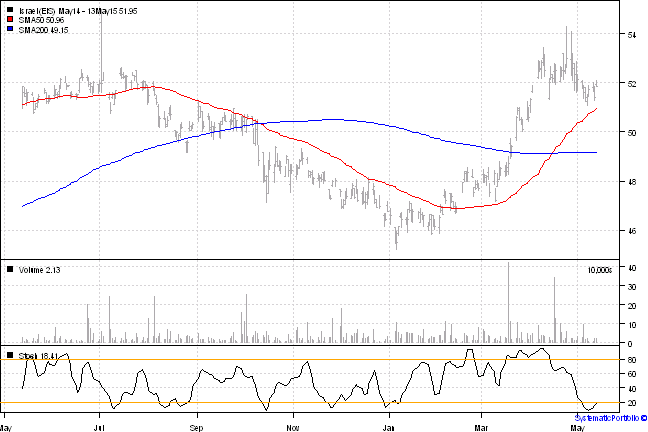 Israel (EIS) May14 - 13May15 51.95
SMA50 50.96
SMA200 49.15
54
52
50
48
46
Volume 2.13
10,000s
40
30
20
10
0
Stoch 18.41
80
60
40
20
May
Jul
Sep
Nov
Jan
Mar
May
SystematicPortfolio ©